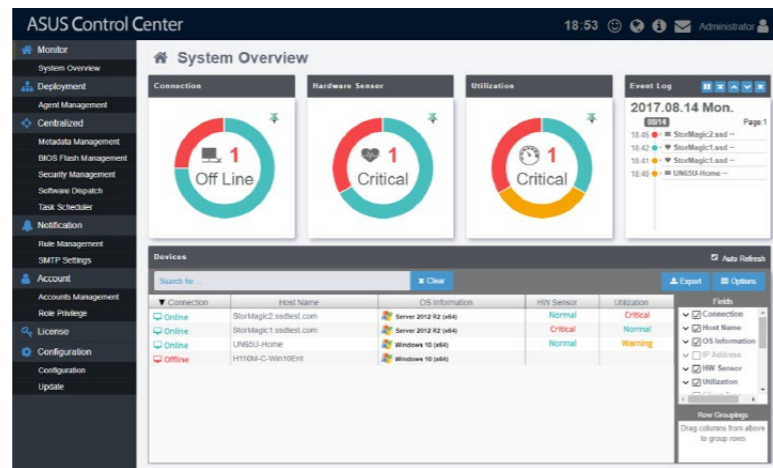 ASUS Control Center
18:53
Administrator
Monitor
System Overview
Deployment
Agent Management
Centralized
Metadata Management
BIOS Flash Management
Security Management
Software Dispatch
Task Scheduler
Notification
Rule Management
SMTP Settings
Account
Accounts Management
Role Privilege
License
Configuration
Configuration
Update
System Overview
Connection
1
Off Line
Hardware Sensor
1
Critical
Utilization
1
Critical
Event Log
2017.08.14 Mon.
08/14 Page:1
18:45 StorMagic2.ssd --
18:42 StorMagic1.ssd --
18:41 StorMagic1.ssd --
18:40 UN65U-Home --
Devices
Auto Refresh
Search for ...
x Clear
Export
Options
Connection Host Name OS Information HW Sensor Utilization
Online StorMagic2.ssdtest.com Server 2012 R2 (x64) Normal Critical
Online StorMagic1.ssdtest.com Server 2012 R2 (x64) Critical Normal
Online UN65U-Home Windows 10 (x64) Normal Warning
Offline H110M-C-Win10Ent Windows 10 (x64)
Fields
Connection
Host Name
OS Information
IP Address
HW Sensor
Utilization
Row Groupings
Drag columns from above
to group rows